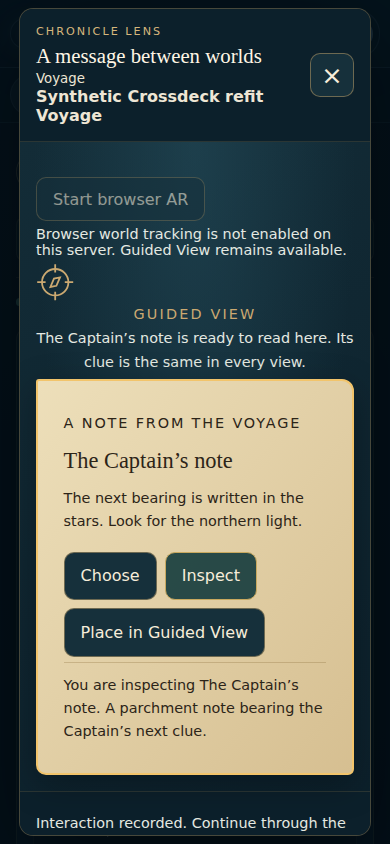 CHRONICLE LENS
A message between worlds
Voyage
Synthetic Crossdeck refit
Voyage
×
Start browser AR
Browser world tracking is not enabled on
this server. Guided View remains available.
GUIDED VIEW
The Captain’s note is ready to read here. Its
clue is the same in every view.
A NOTE FROM THE VOYAGE
The Captain’s note
The next bearing is written in the
stars. Look for the northern light.
Choose
Inspect
Place in Guided View
You are inspecting The Captain’s
note. A parchment note bearing the
Captain’s next clue.
Interaction recorded. Continue through the